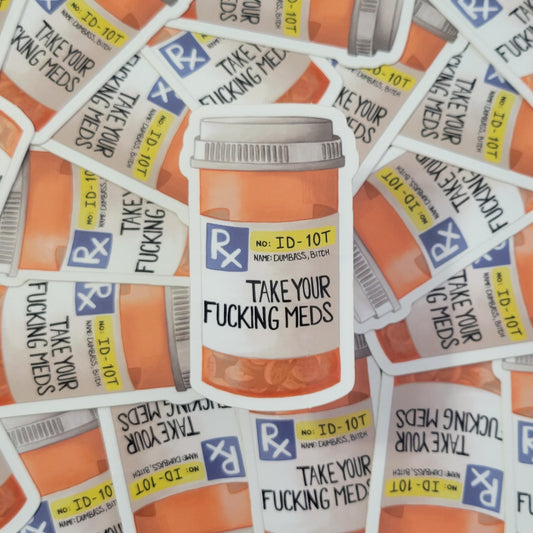 Rx
NO: ID-10T
NAME: DUMBASS, BITCH
TAKE YOUR
FUCKING MEDS